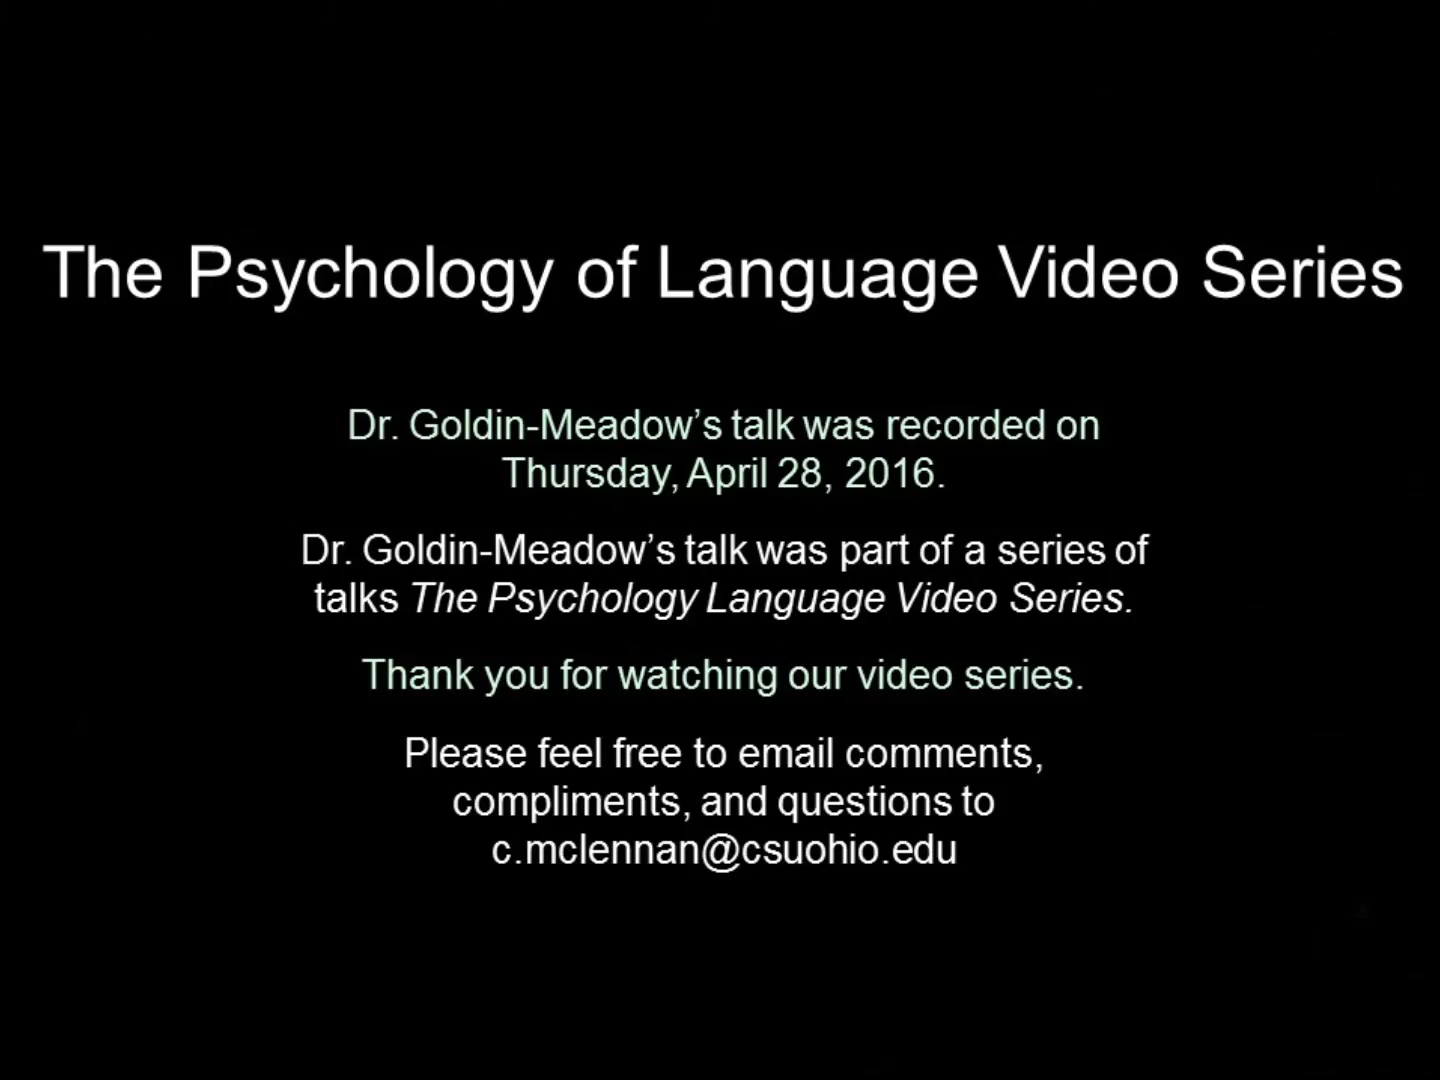 The Psychology of Language Video Series
Dr. Goldin-Meadow’s talk was recorded on
Thursday, April 28, 2016.
Dr. Goldin-Meadow’s talk was part of a series of
talks The Psychology Language Video Series.
Thank you for watching our video series.
Please feel free to email comments,
compliments, and questions to
c.mclennan@csuohio.edu